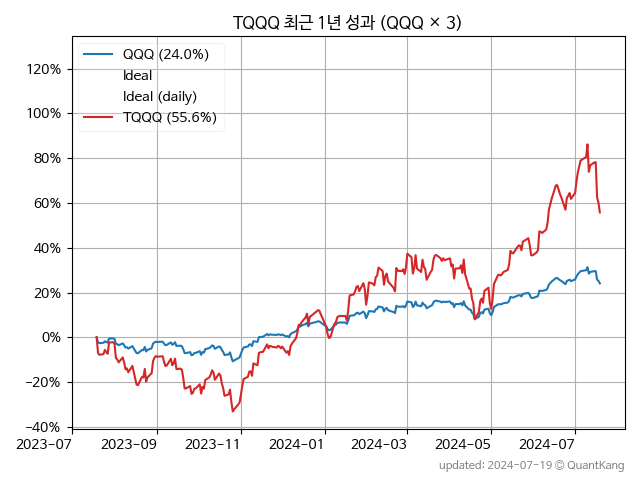 TQQQ 최근 1년 성과 (QQQ × 3)
QQQ (24.0%)
Ideal
Ideal (daily)
TQQQ (55.6%)
120%
100%
80%
60%
40%
20%
0%
−20%
−40%
2023-07 2023-09 2023-11 2024-01 2024-03 2024-05 2024-07
updated: 2024-07-19 © QuantKang